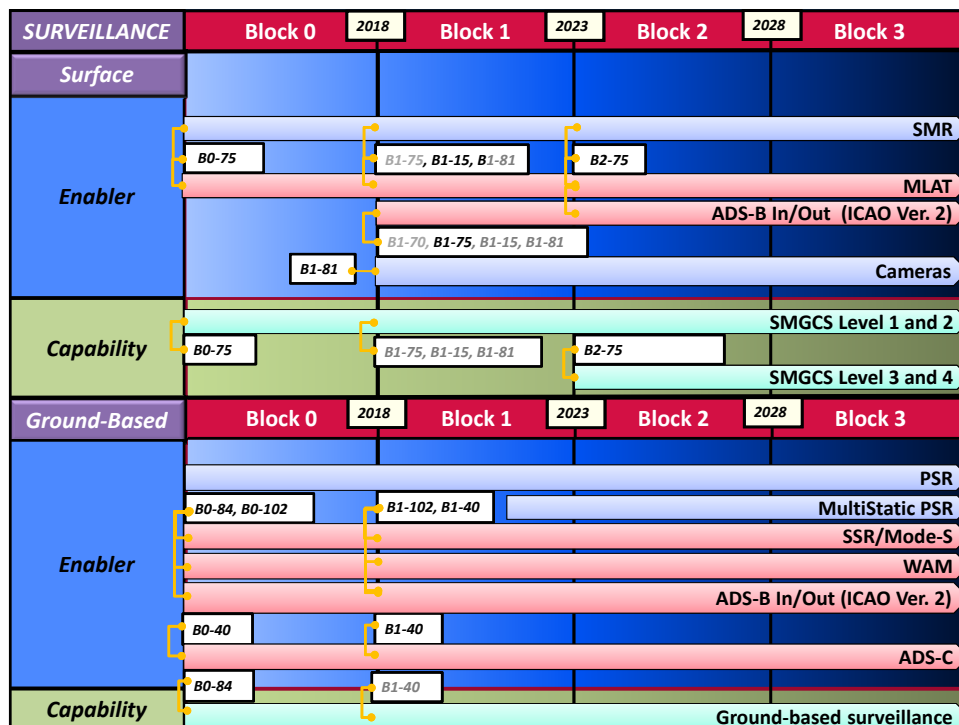 SURVEILLANCE Block 0 2018 Block 1 2023 Block 2 2028 Block 3
Surface
SMR
B0-75 B1-75, B1-15, B1-81 B2-75
Enabler
MLAT
ADS-B In/Out (ICAO Ver. 2)
B1-70, B1-75, B1-15, B1-81
B1-81 Cameras
SMGCS Level 1 and 2
Capability B0-75 B1-75, B1-15, B1-81 B2-75
SMGCS Level 3 and 4
Ground-Based Block 0 2018 Block 1 2023 Block 2 2028 Block 3
PSR
B0-84, B0-102 B1-102, B1-40 MultiStatic PSR
SSR/Mode-S
Enabler WAM
ADS-B In/Out (ICAO Ver. 2)
B0-40 B1-40
ADS-C
B0-84 B1-40
Capability Ground-based surveillance